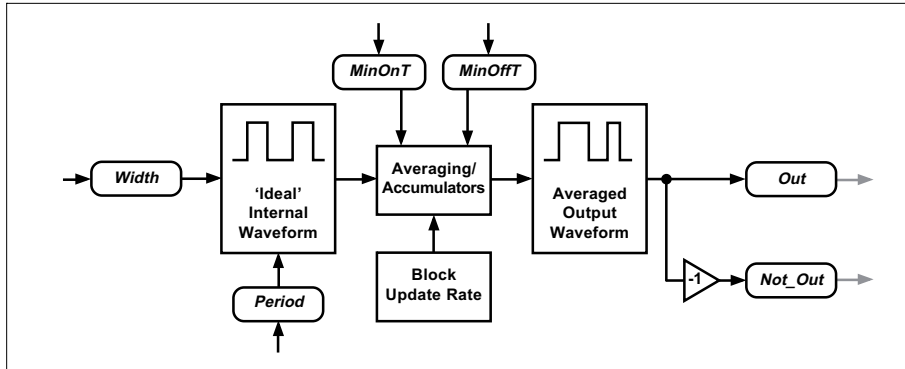 MinOnT
MinOffT
Width
'Ideal'
Internal
Waveform
Averaging/
Accumulators
Averaged
Output
Waveform
Out
Block
Update Rate
Period
-1
Not_Out